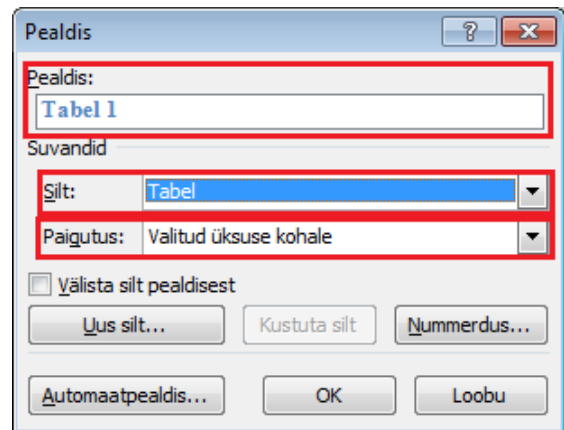 Pealdis
Pealdis:
Tabel 1
Suvandid
Silt: Tabel
Paigutus: Valitud üksuse kohale
Välista silt pealdisest
Uus silt... Kustuta silt Nummerdus...
Automaatpealdis... OK Loobu